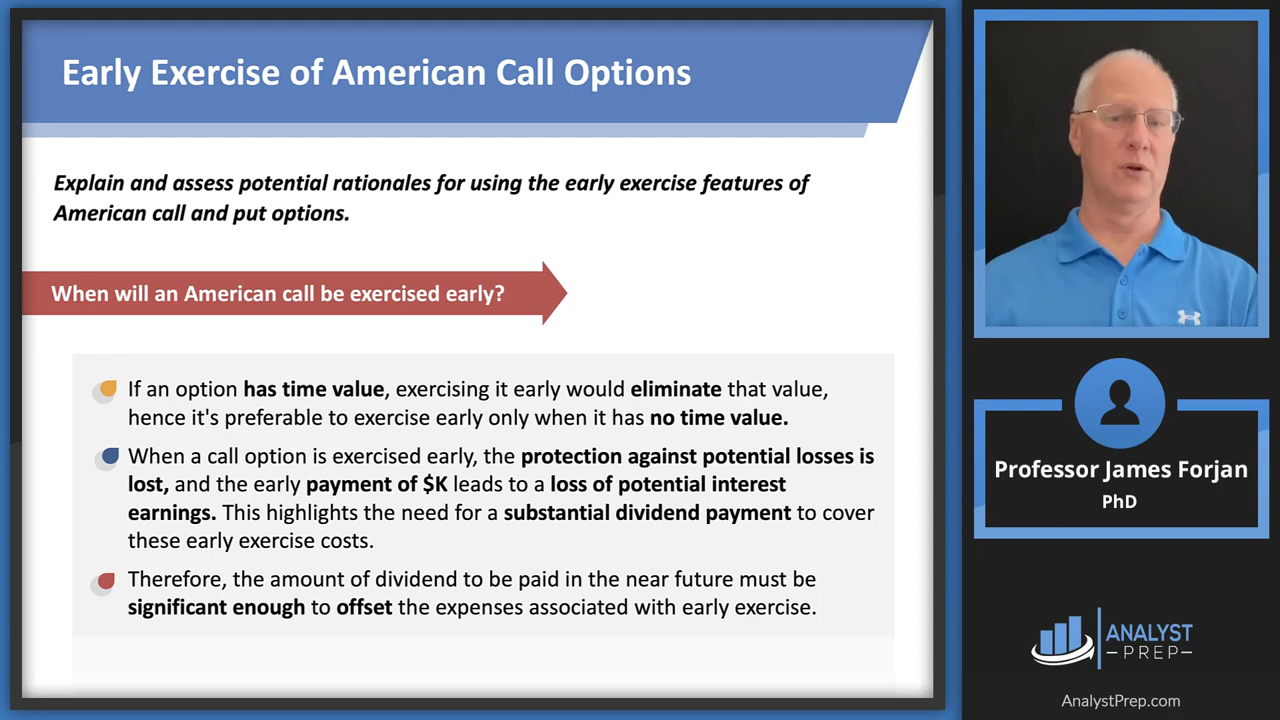 Early Exercise of American Call Options
Explain and assess potential rationales for using the early exercise features of
American call and put options.
When will an American call be exercised early?
If an option has time value, exercising it early would eliminate that value,
hence it's preferable to exercise early only when it has no time value.
When a call option is exercised early, the protection against potential losses is
lost, and the early payment of $K leads to a loss of potential interest
earnings. This highlights the need for a substantial dividend payment to cover
these early exercise costs.
Therefore, the amount of dividend to be paid in the near future must be
significant enough to offset the expenses associated with early exercise.
Professor James Forjan
PhD
ANALYST
PREP
AnalystPrep.com